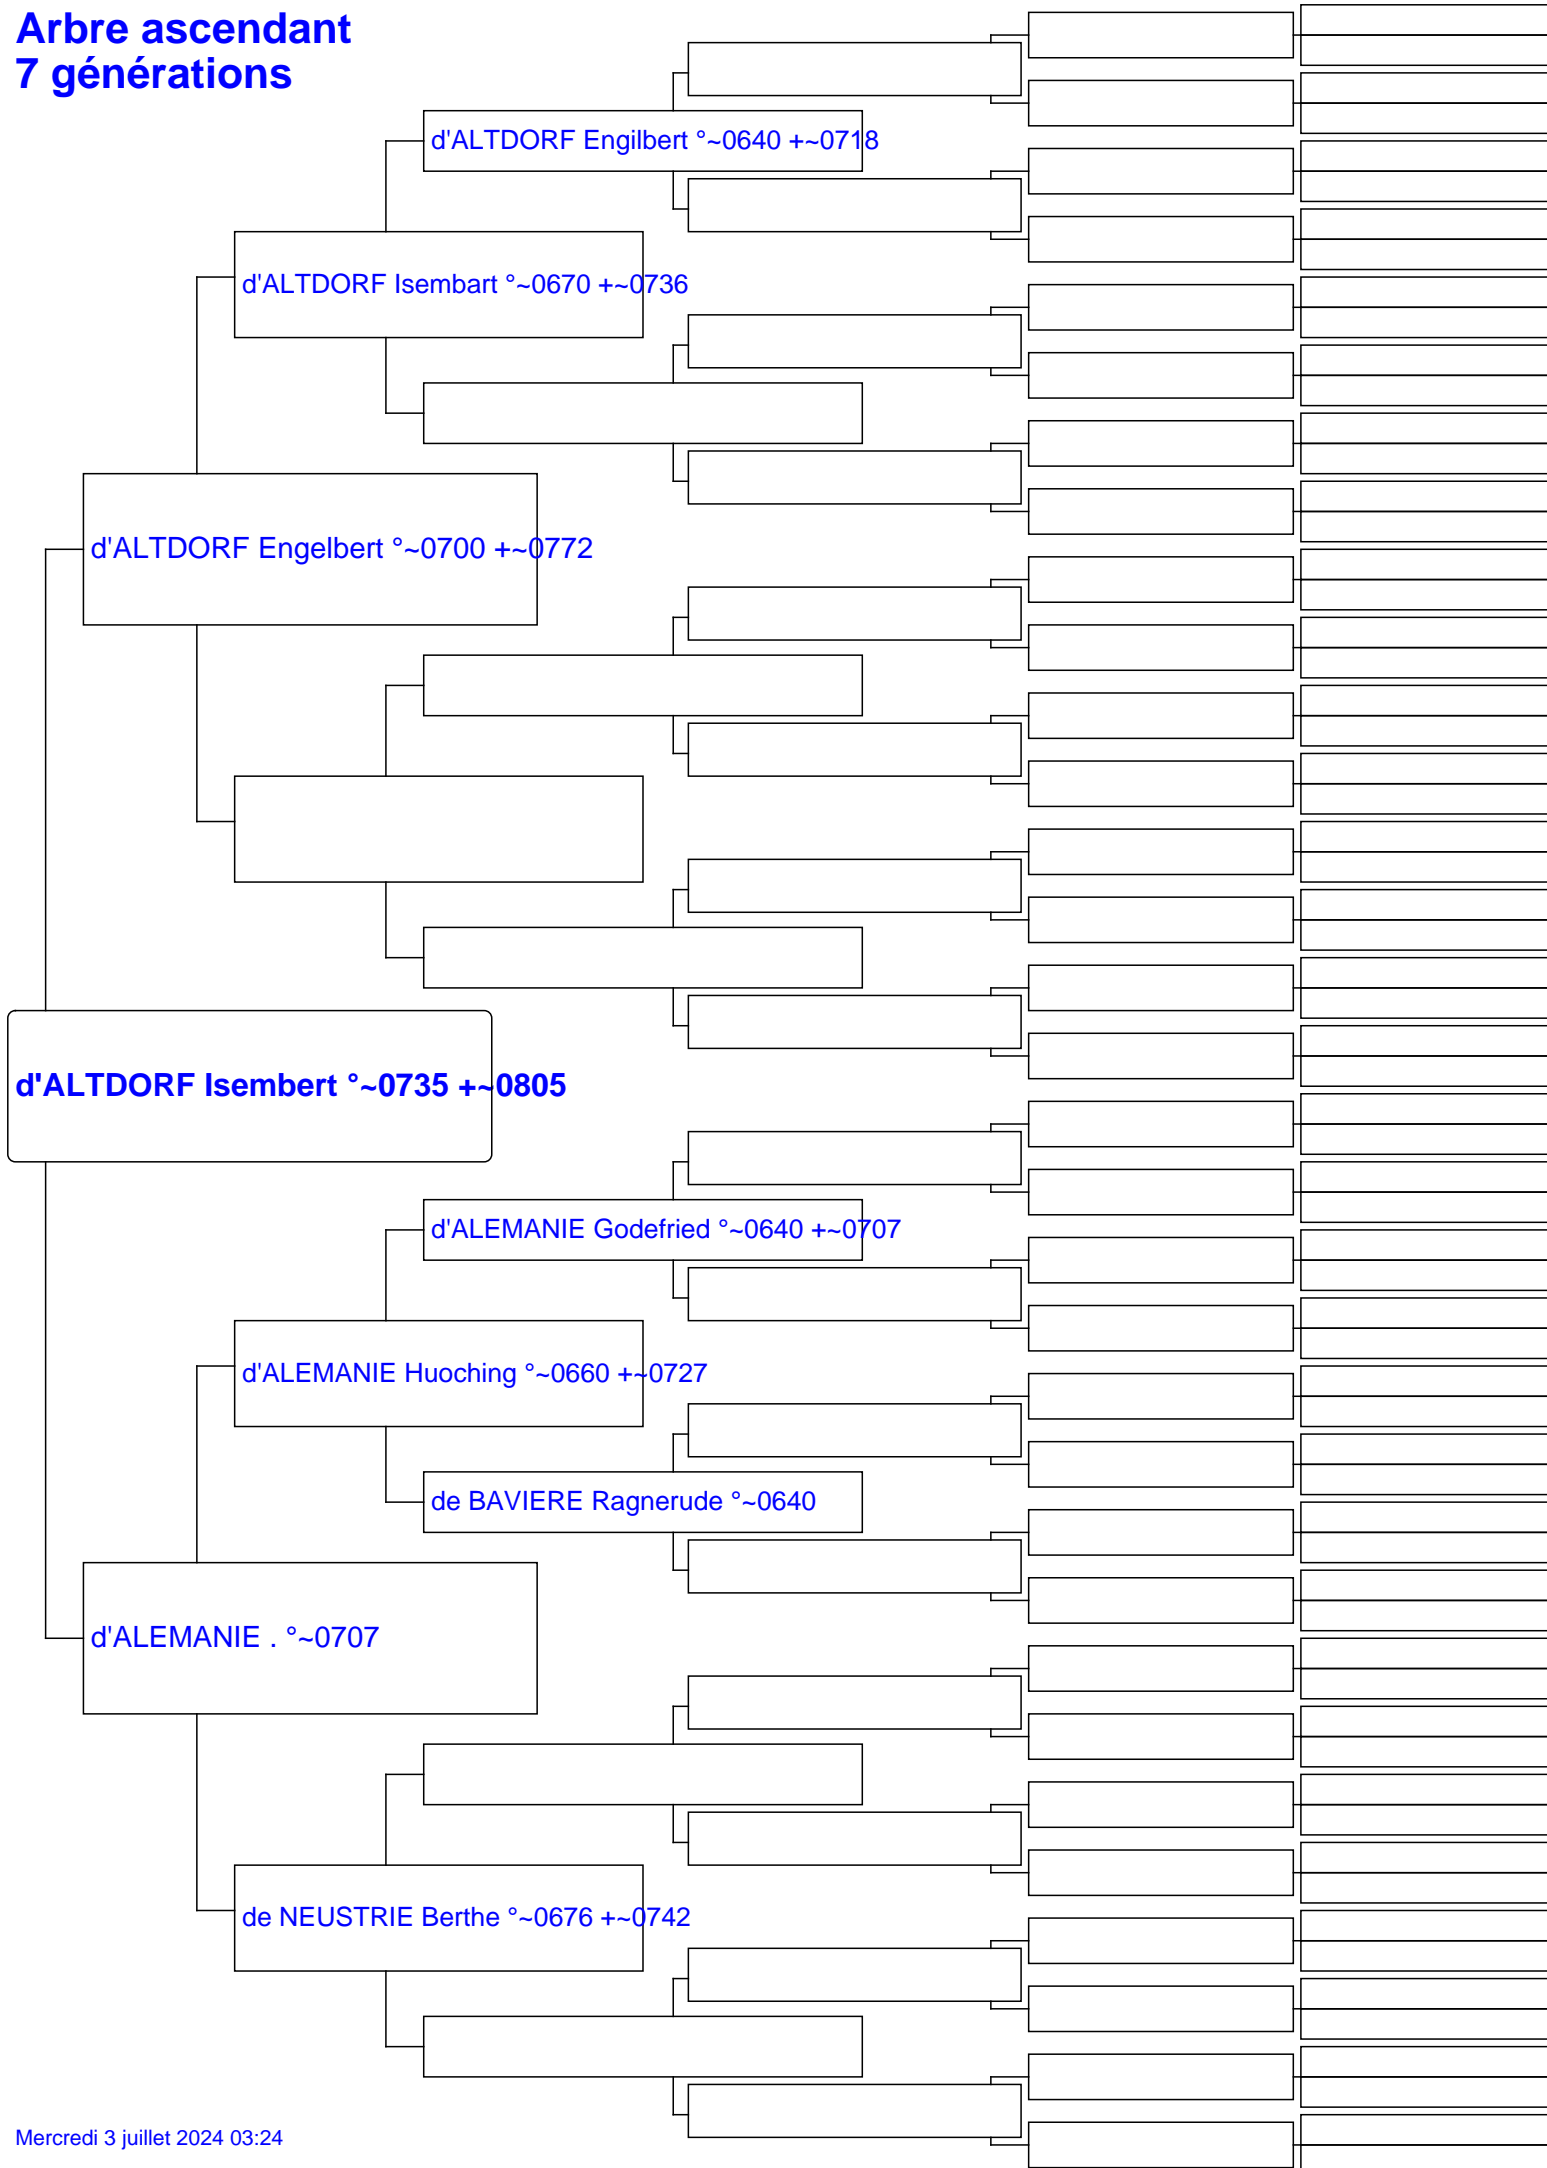 Arbre ascendant
7 générations
d'ALTDORF Engilbert °~0640 +~0718
d'ALTDORF Isembart °~0670 +~0736
d'ALTDORF Engelbert °~0700 +~0772
d'ALTDORF Isembert °~0735 +~0805
d'ALEMANIE Godefried °~0640 +~0707
d'ALEMANIE Huoching °~0660 +~0727
de BAVIERE Ragnerude °~0640
d'ALEMANIE . °~0707
de NEUSTRIE Berthe °~0676 +~0742
Mercredi 3 juillet 2024 03:24